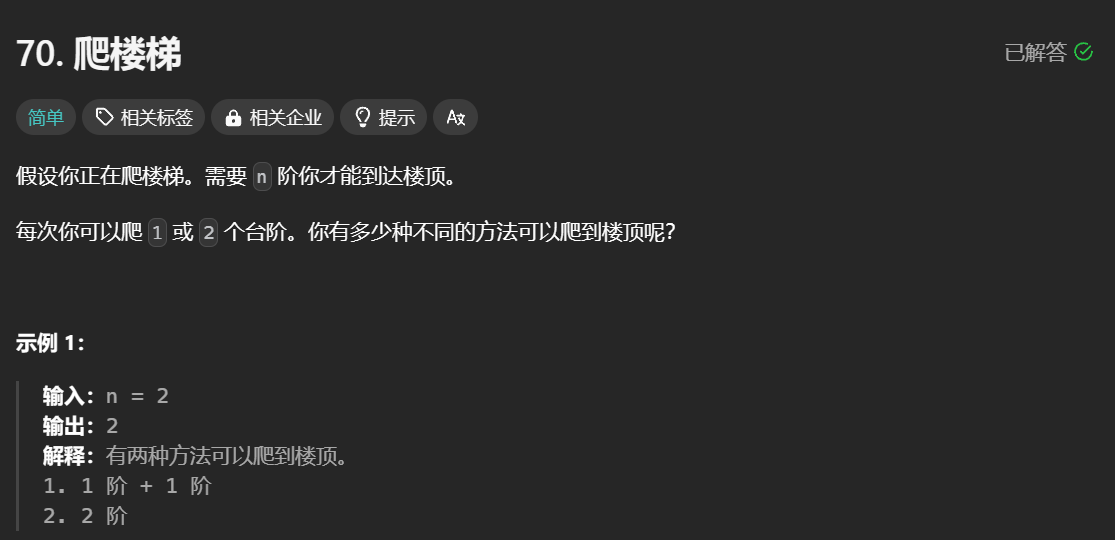 70. 爬楼梯
已解答
简单 相关标签 相关企业 提示 A文
假设你正在爬楼梯。需要 n 阶你才能到达楼顶。
每次你可以爬 1 或 2 个台阶。你有多少种不同的方法可以爬到楼顶呢？
示例 1：
输入：n = 2
输出：2
解释：有两种方法可以爬到楼顶。
1. 1 阶 + 1 阶
2. 2 阶